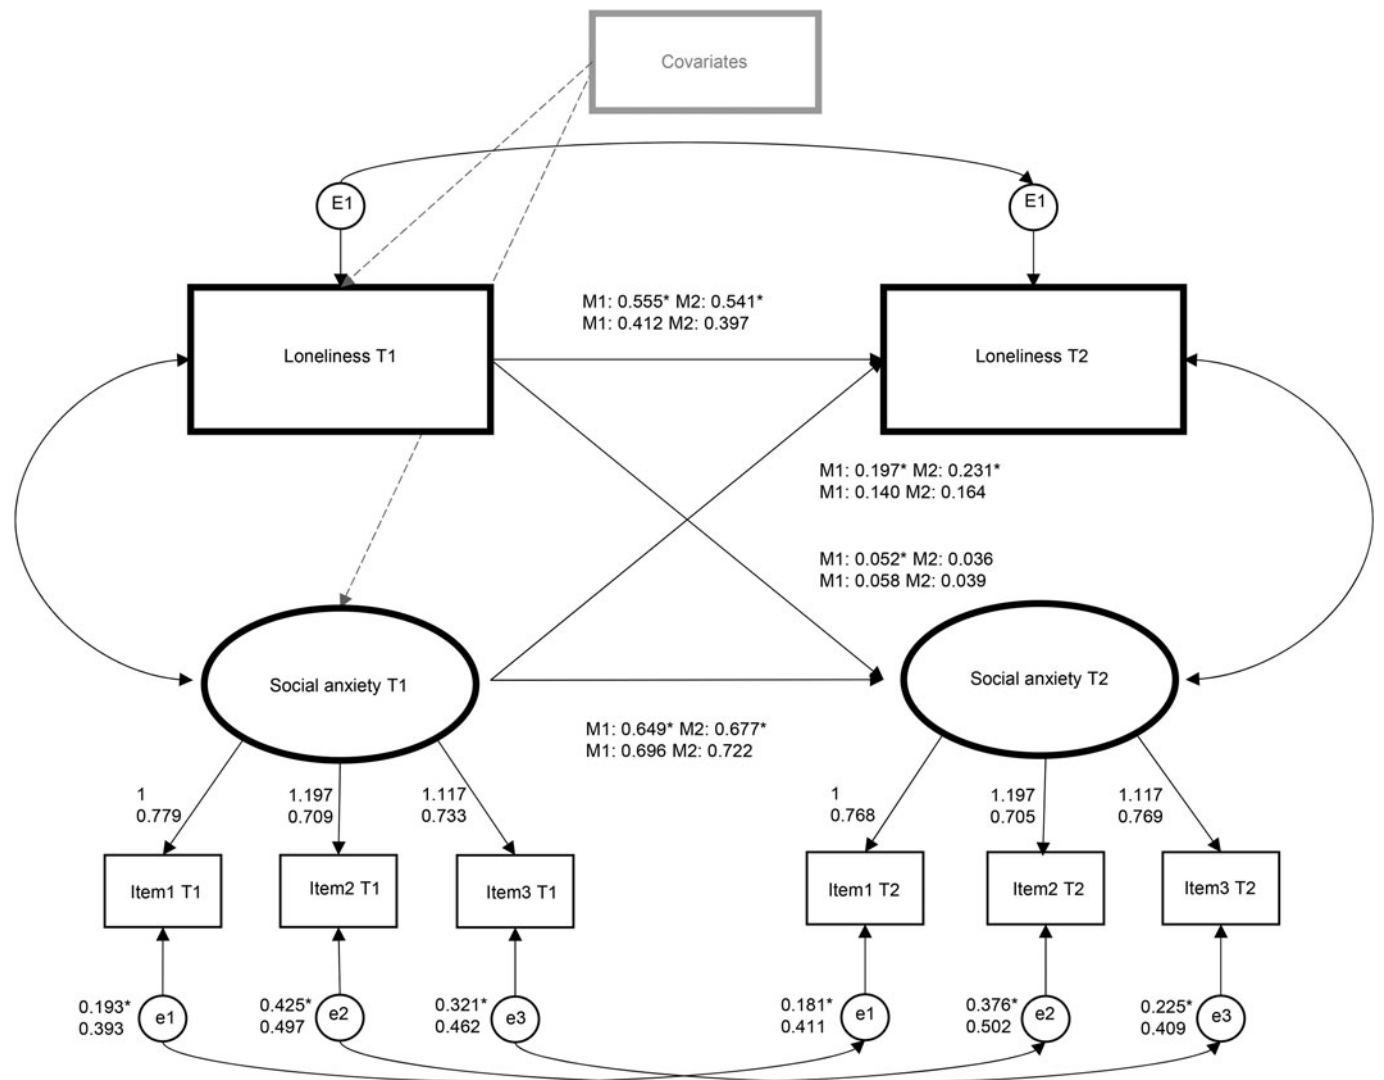 Covariates
E1
E1
M1: 0.555* M2: 0.541*
M1: 0.412 M2: 0.397
Loneliness T1
Loneliness T2
M1: 0.197* M2: 0.231*
M1: 0.140 M2: 0.164
M1: 0.052* M2: 0.036
M1: 0.058 M2: 0.039
Social anxiety T1
Social anxiety T2
M1: 0.649* M2: 0.677*
M1: 0.696 M2: 0.722
1
0.779
1.197
0.709
1.117
0.733
1
0.768
1.197
0.705
1.117
0.769
Item1 T1
Item2 T1
Item3 T1
Item1 T2
Item2 T2
Item3 T2
0.193*
0.393
e1
0.425*
0.497
e2
0.321*
0.462
e3
0.181*
0.411
e1
0.376*
0.502
e2
0.225*
0.409
e3